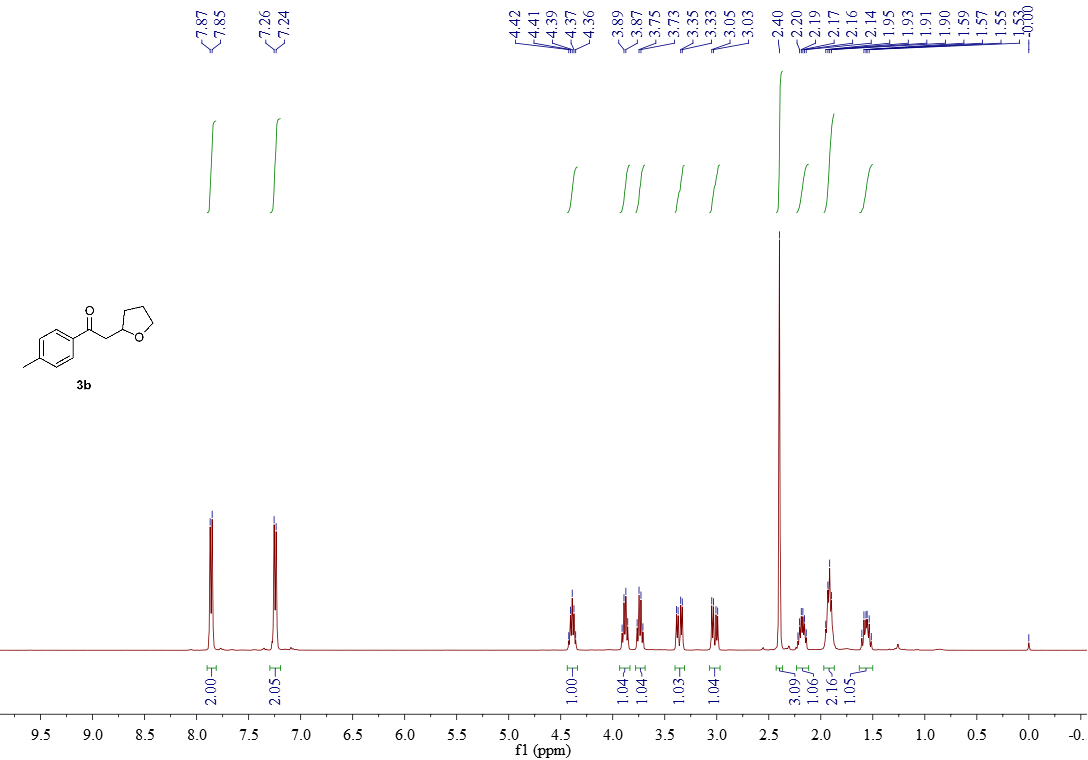 7.87 7.85 7.26 7.24 4.42 4.41 4.39 4.37 4.36 3.89 3.87 3.75 3.73 3.35 3.33 3.05 3.03 2.40 2.20 2.19 2.17 2.16 2.14 1.95 1.93 1.91 1.90 1.59 1.57 1.55 1.53 -0.00
O
O
3b
2.00 2.05 1.00 1.04 1.04 1.03 1.04 3.09 1.06 2.16 1.05
9.5 9.0 8.5 8.0 7.5 7.0 6.5 6.0 5.5 5.0 4.5 4.0 3.5 3.0 2.5 2.0 1.5 1.0 0.5 0.0 -0.
f1 (ppm)